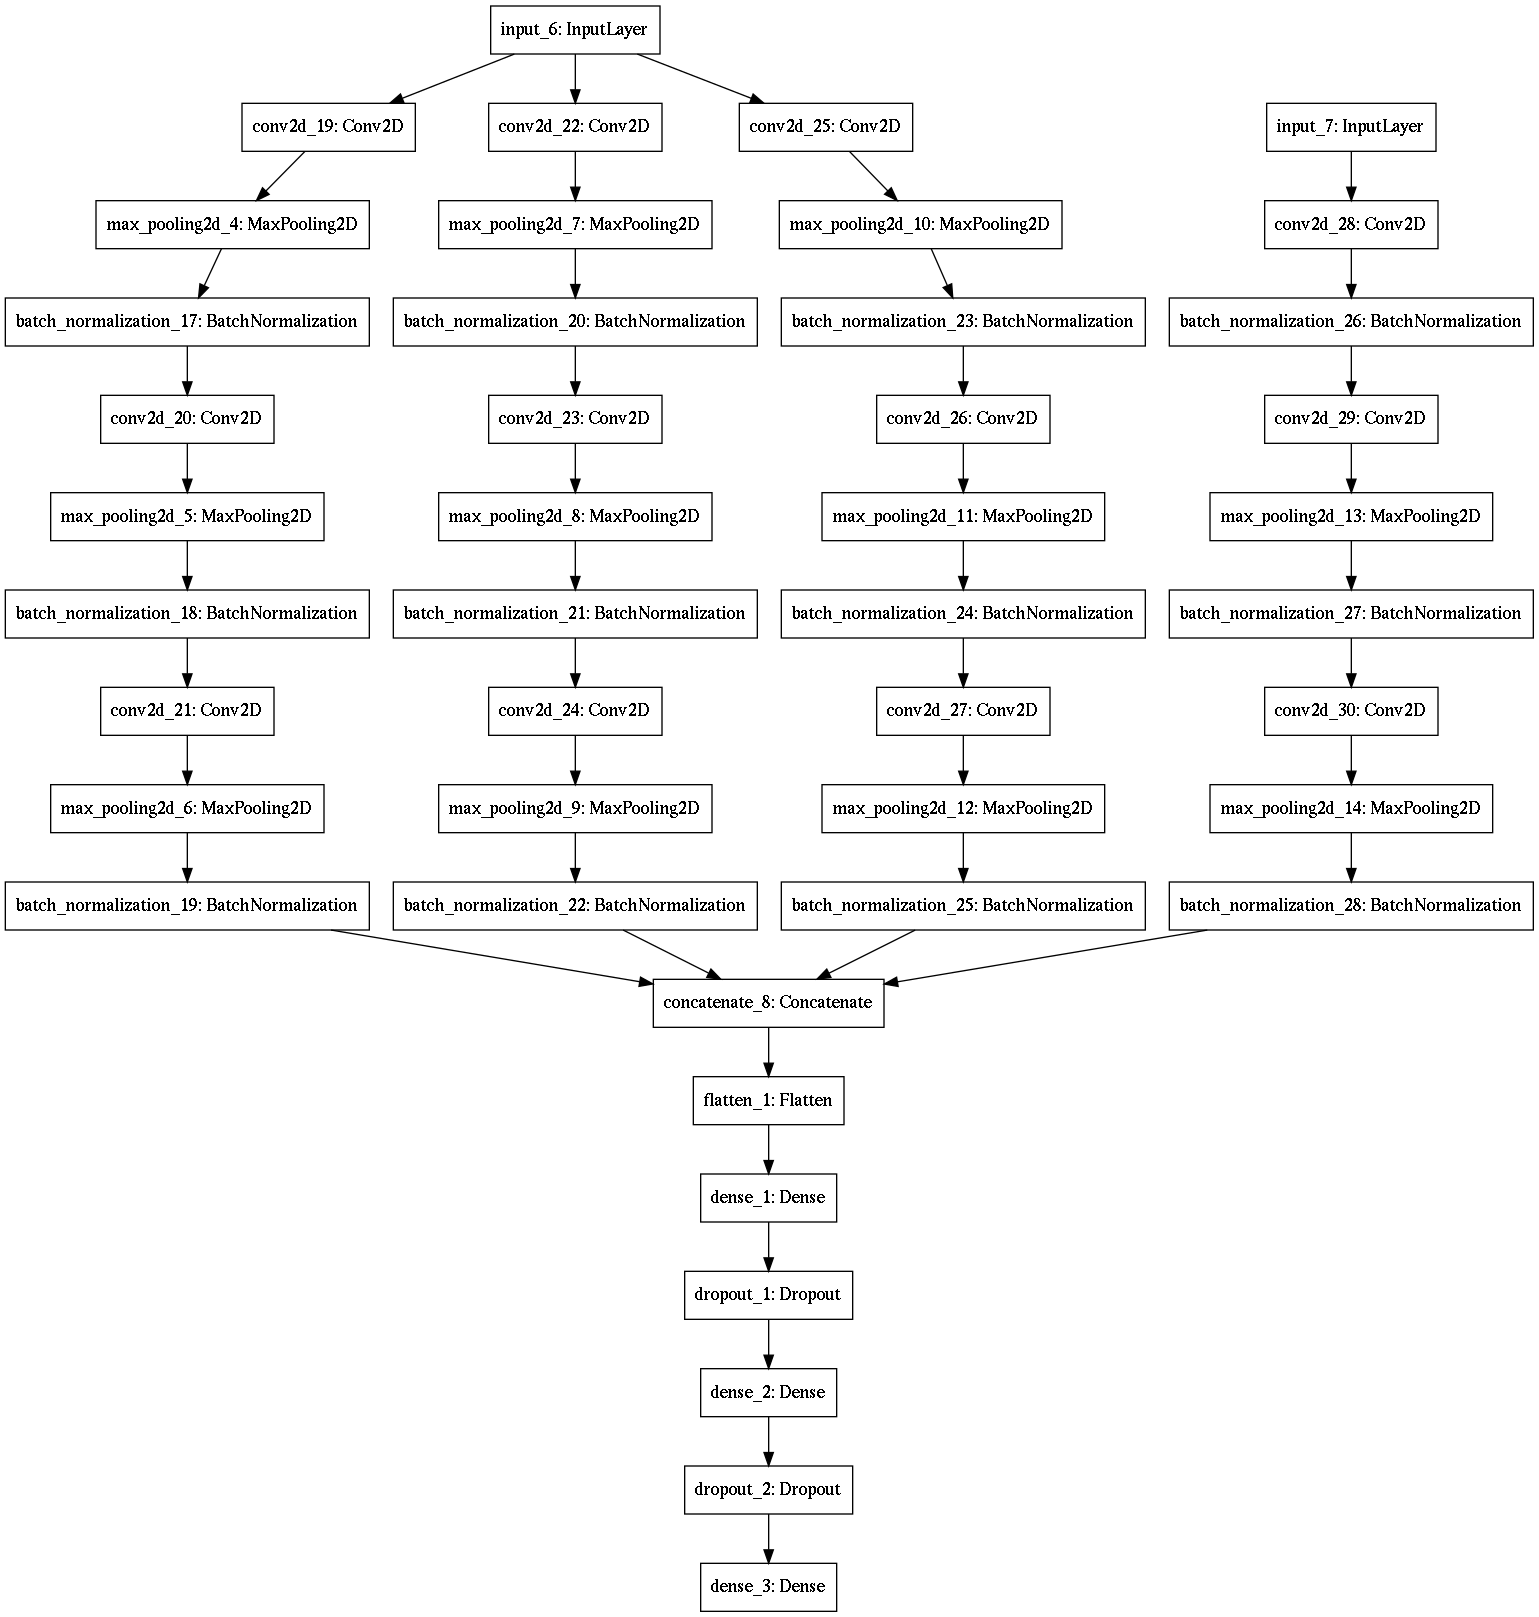 input_6: InputLayer
conv2d_19: Conv2D
conv2d_22: Conv2D
conv2d_25: Conv2D
input_7: InputLayer
max_pooling2d_4: MaxPooling2D
max_pooling2d_7: MaxPooling2D
max_pooling2d_10: MaxPooling2D
conv2d_28: Conv2D
batch_normalization_17: BatchNormalization
batch_normalization_20: BatchNormalization
batch_normalization_23: BatchNormalization
batch_normalization_26: BatchNormalization
conv2d_20: Conv2D
conv2d_23: Conv2D
conv2d_26: Conv2D
conv2d_29: Conv2D
max_pooling2d_5: MaxPooling2D
max_pooling2d_8: MaxPooling2D
max_pooling2d_11: MaxPooling2D
max_pooling2d_13: MaxPooling2D
batch_normalization_18: BatchNormalization
batch_normalization_21: BatchNormalization
batch_normalization_24: BatchNormalization
batch_normalization_27: BatchNormalization
conv2d_21: Conv2D
conv2d_24: Conv2D
conv2d_27: Conv2D
conv2d_30: Conv2D
max_pooling2d_6: MaxPooling2D
max_pooling2d_9: MaxPooling2D
max_pooling2d_12: MaxPooling2D
max_pooling2d_14: MaxPooling2D
batch_normalization_19: BatchNormalization
batch_normalization_22: BatchNormalization
batch_normalization_25: BatchNormalization
batch_normalization_28: BatchNormalization
concatenate_8: Concatenate
flatten_1: Flatten
dense_1: Dense
dropout_1: Dropout
dense_2: Dense
dropout_2: Dropout
dense_3: Dense